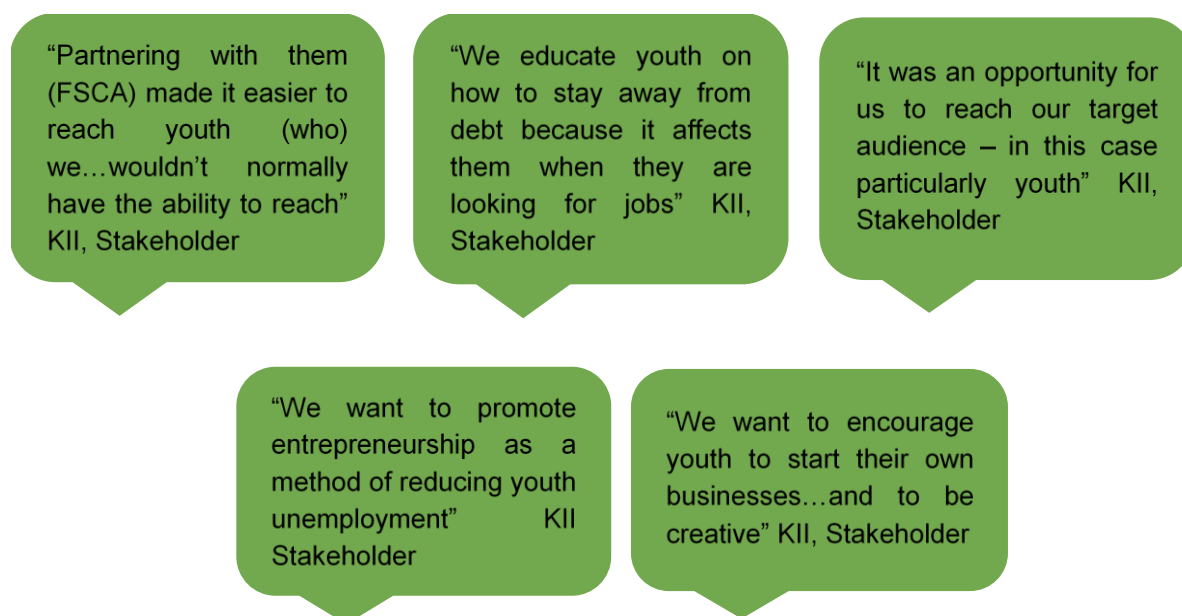 “Partnering with them
(FSCA) made it easier to
reach youth (who)
we…wouldn’t normally
have the ability to reach”
KII, Stakeholder
“We educate youth on
how to stay away from
debt because it affects
them when they are
looking for jobs” KII,
Stakeholder
“It was an opportunity for
us to reach our target
audience – in this case
particularly youth” KII,
Stakeholder
“We want to promote
entrepreneurship as a
method of reducing youth
unemployment” KII
Stakeholder
“We want to encourage
youth to start their own
businesses…and to be
creative” KII, Stakeholder